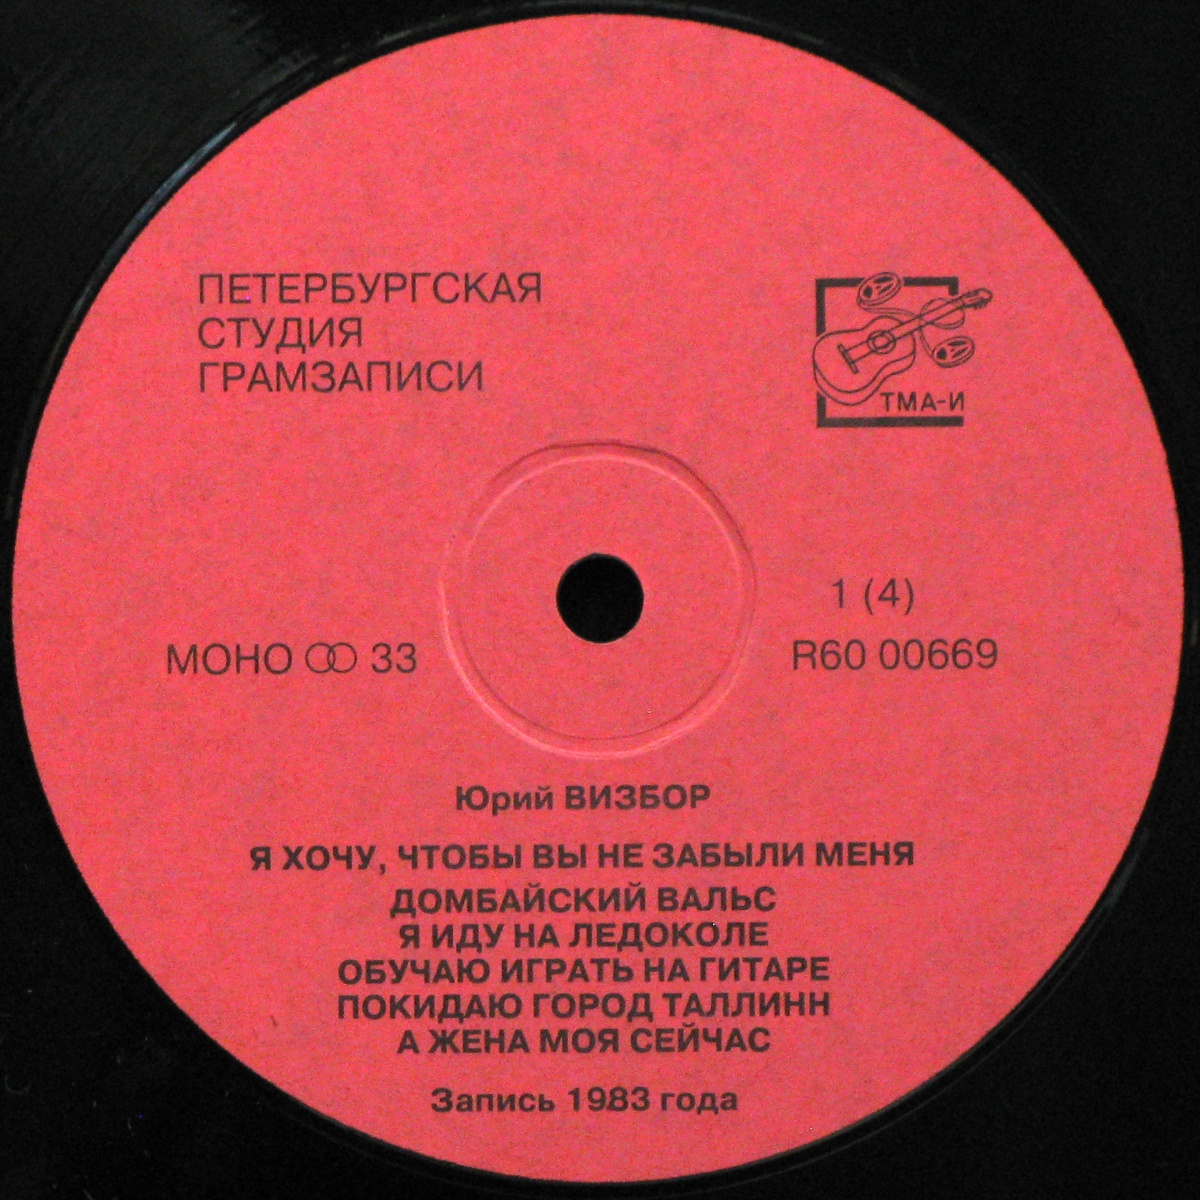 ПЕТЕРБУРГСКАЯ
СТУДИЯ
ГРАМЗАПИСИ
ТМА-И
1 (4)
МОНО 33
R60 00669
Юрий ВИЗБОР
Я ХОЧУ, ЧТОБЫ ВЫ НЕ ЗАБЫЛИ МЕНЯ
ДОМБАЙСКИЙ ВАЛЬС
Я ИДУ НА ЛЕДОКОЛЕ
ОБУЧАЮ ИГРАТЬ НА ГИТАРЕ
ПОКИДАЮ ГОРОД ТАЛЛИНН
А ЖЕНА МОЯ СЕЙЧАС
Запись 1983 года